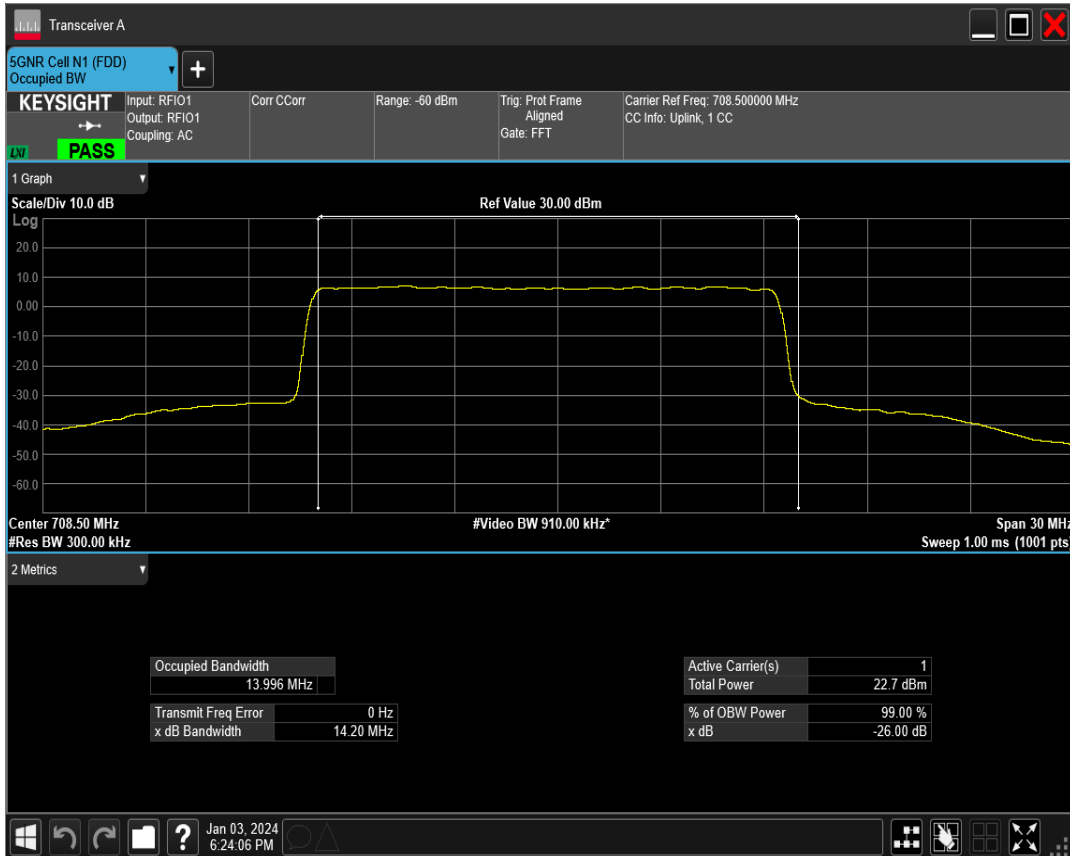 Transceiver A
5GNR Cell N1 (FDD)
Occupied BW
+
KEYSIGHT
LXI
PASS
Input: RFIO1
Output: RFIO1
Coupling: AC
Corr CCorr
Range: -60 dBm
Trig: Prot Frame
Aligned
Gate: FFT
Carrier Ref Freq: 708.500000 MHz
CC Info: Uplink, 1 CC
1 Graph
Scale/Div 10.0 dB
Ref Value 30.00 dBm
Log
20.0
10.0
0.00
-10.0
-20.0
-30.0
-40.0
-50.0
-60.0
Center 708.50 MHz
#Video BW 910.00 kHz*
Span 30 MHz
#Res BW 300.00 kHz
Sweep 1.00 ms (1001 pts)
2 Metrics
Occupied Bandwidth
13.996 MHz
Transmit Freq Error 0 Hz
x dB Bandwidth 14.20 MHz
Active Carrier(s) 1
Total Power 22.7 dBm
% of OBW Power 99.00 %
x dB -26.00 dB
?
Jan 03, 2024
6:24:06 PM